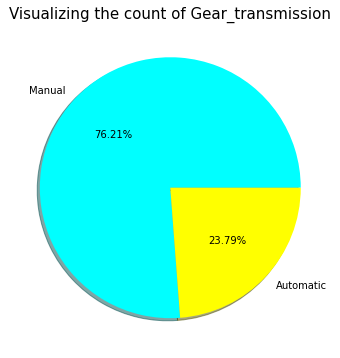 Visualizing the count of Gear_transmission
Manual
76.21%
23.79%
Automatic